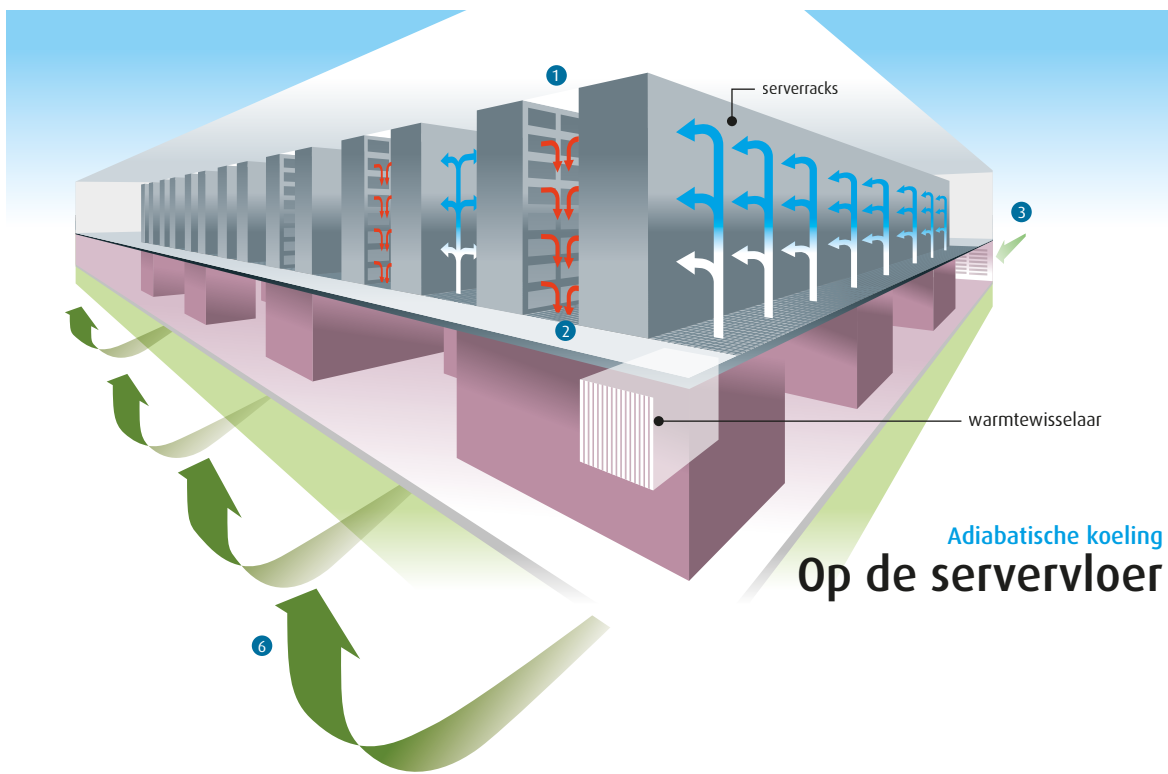 1
serverracks
3
2
warmtewisselaar
Adiabatische koeling
Op de servervloer
6